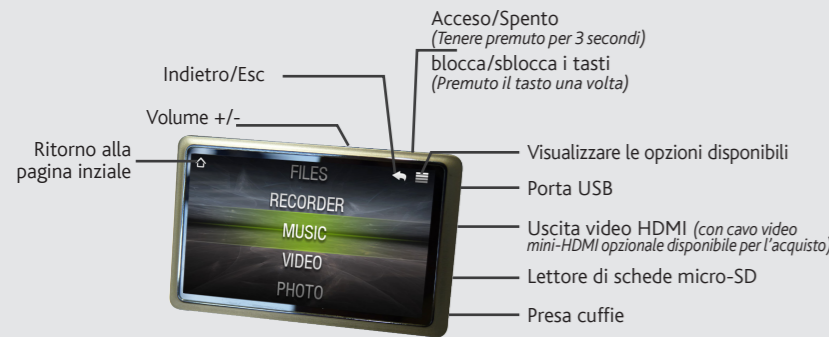 Acceso/Spento
(Tenere premuto per 3 secondi)
blocca/sblocca i tasti
(Premuto il tasto una volta)
Indietro/Esc
Volume +/-
Ritorno alla
pagina inziale
Visualizzare le opzioni disponibili
Porta USB
Uscita video HDMI (con cavo video
mini-HDMI opzionale disponibile per l'acquisto)
Lettore di schede micro-SD
Presa cuffie
FILES
RECORDER
MUSIC
VIDEO
PHOTO